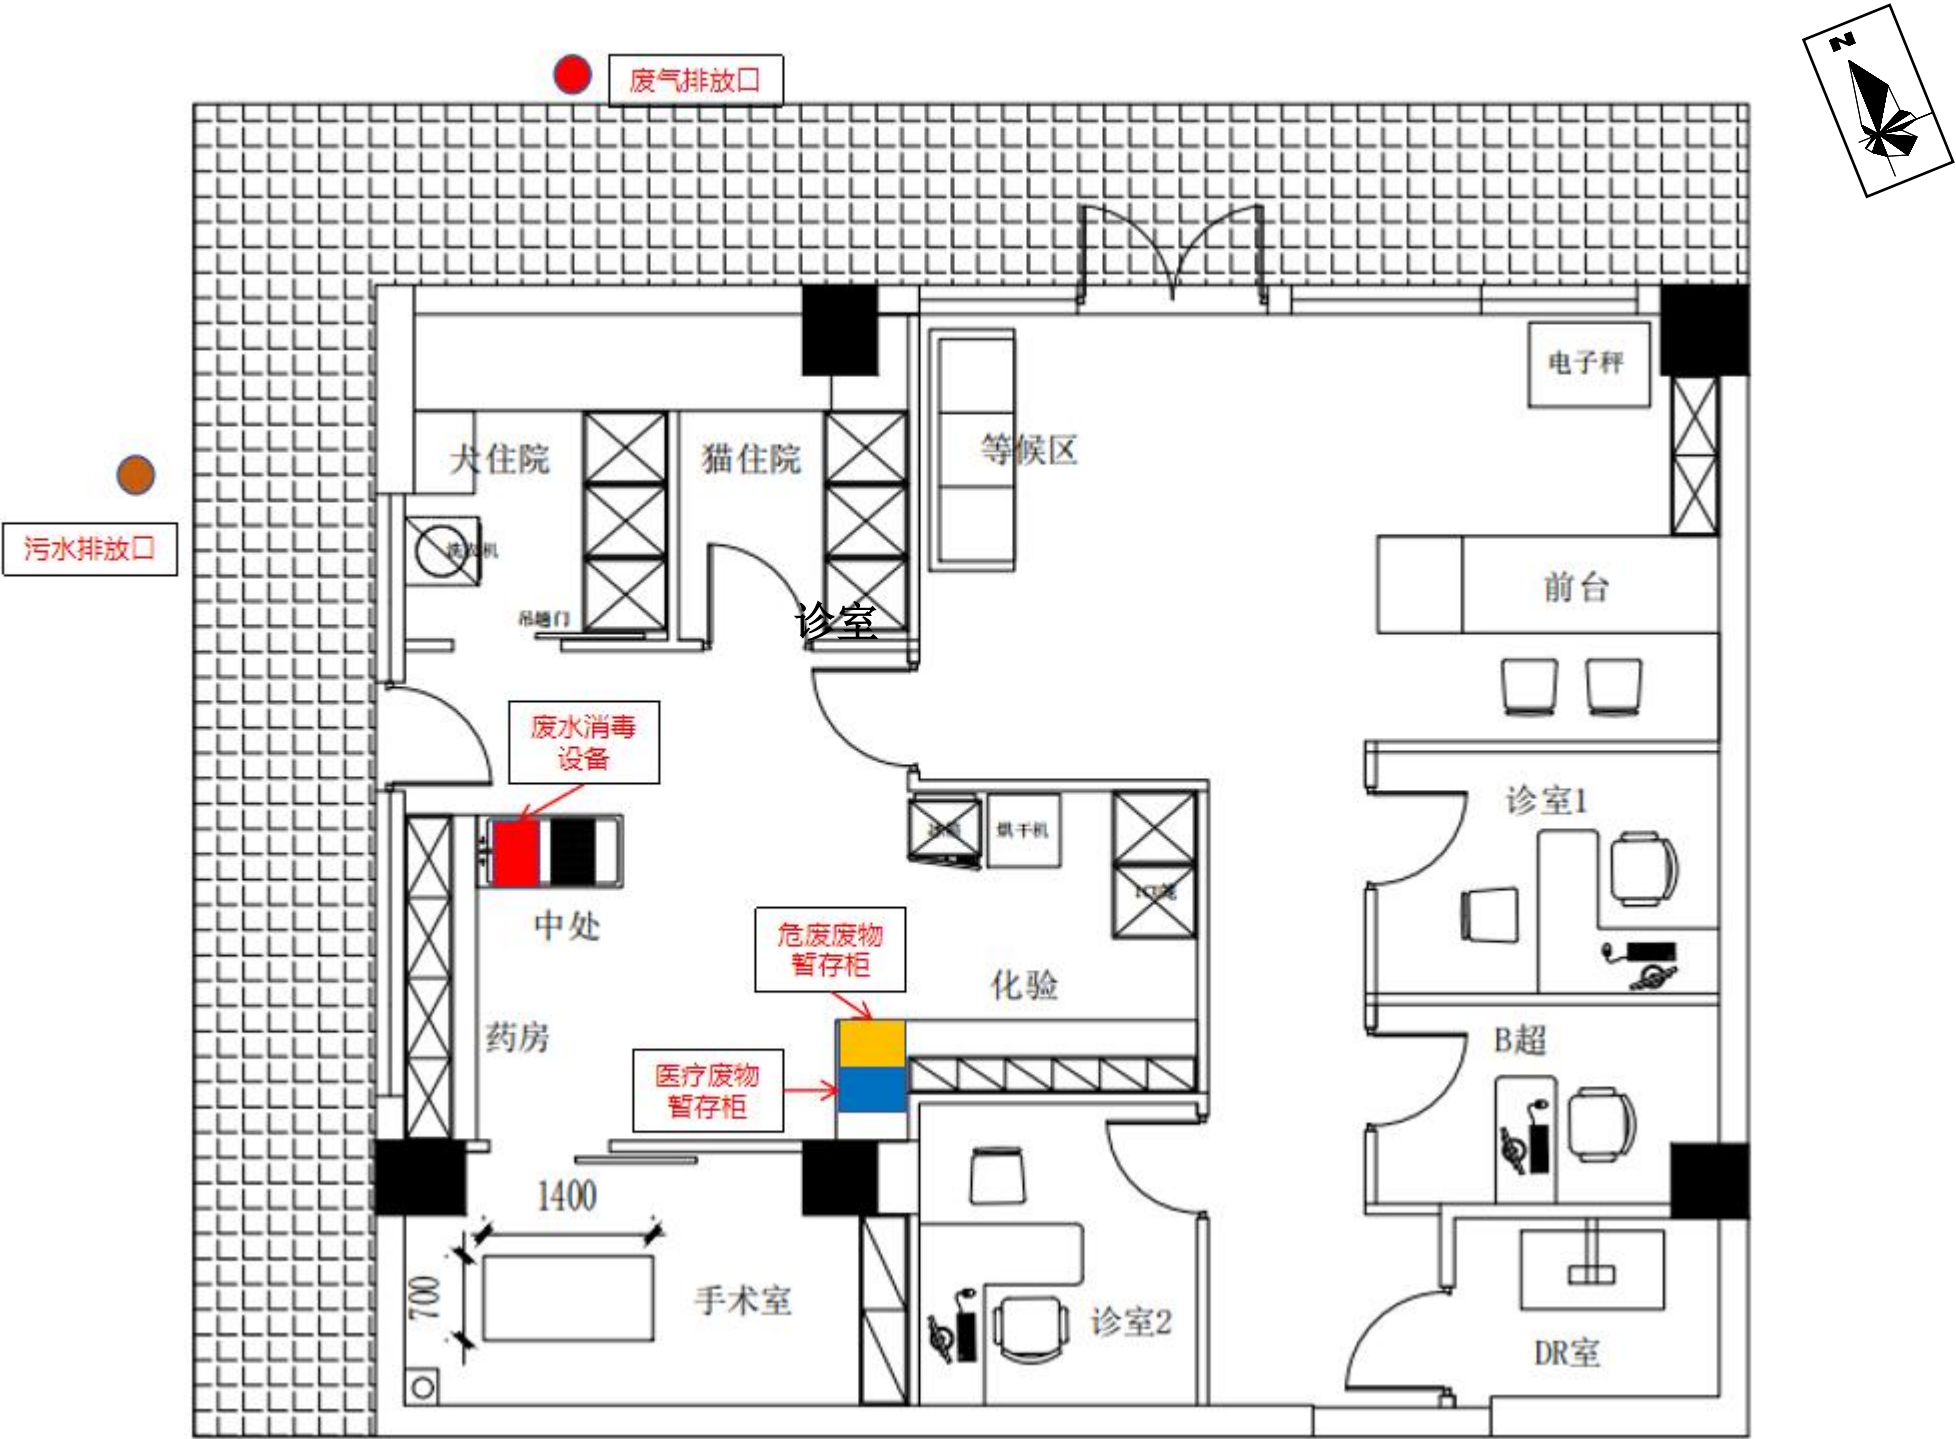 N
废气排放口
电子秤
犬住院
猫住院
等候区
污水排放口
洗衣机
前台
吊趟门
诊室
废水消毒
设备
诊室1
冰箱
烘干机
中处
危废废物
暂存柜
化验
药房
B超
医疗废物
暂存柜
1400
700
手术室
诊室2
DR室